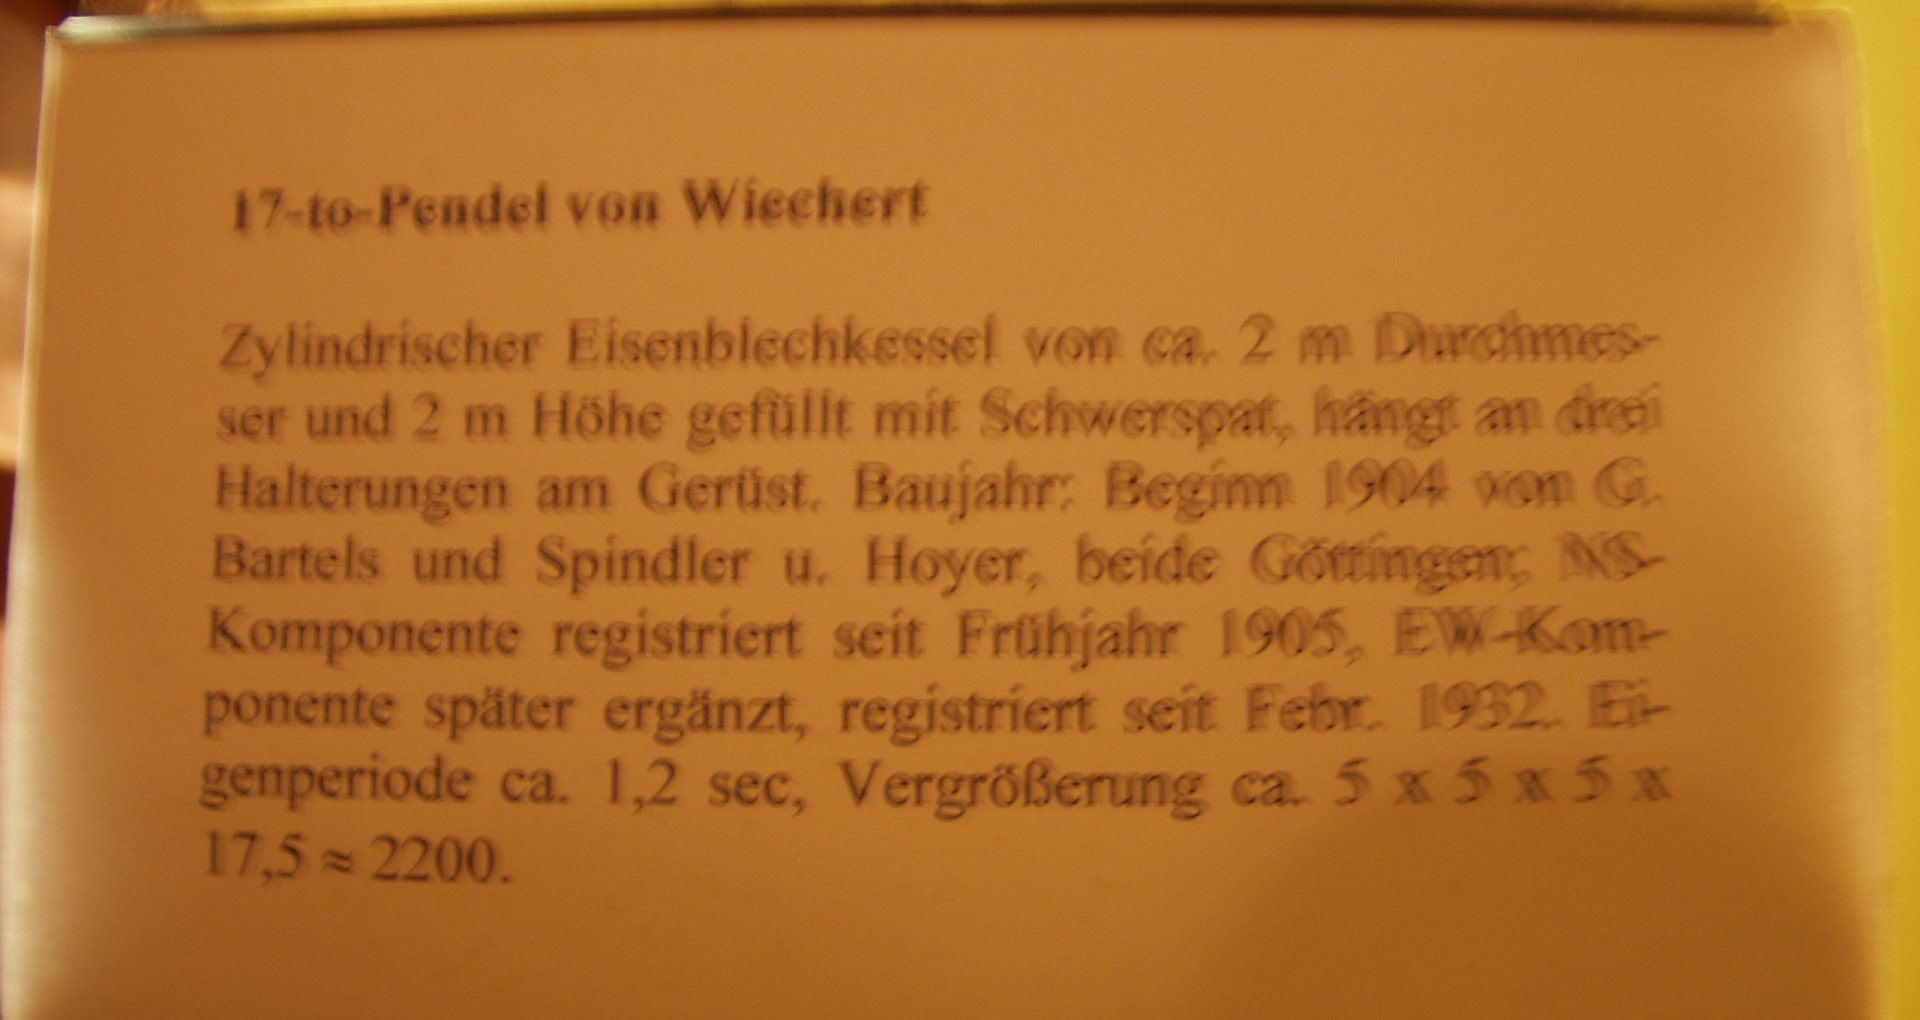 17-to-Pendel von Wiechert
Zylindrischer Eisenblechkessel von ca. 2 m Durchmes-
ser und 2 m Höhe gefüllt mit Schwerspat, hängt an drei
Halterungen am Gerüst. Baujahr: Beginn 1904 von G.
Bartels und Spindler u. Hoyer, beide Göttingen; NS-
Komponente registriert seit Frühjahr 1905, EW-Kom-
ponente später ergänzt, registriert seit Febr. 1932. Ei-
genperiode ca. 1,2 sec, Vergrößerung ca. 5 x 5 x 5 x
17,5 ≈ 2200.